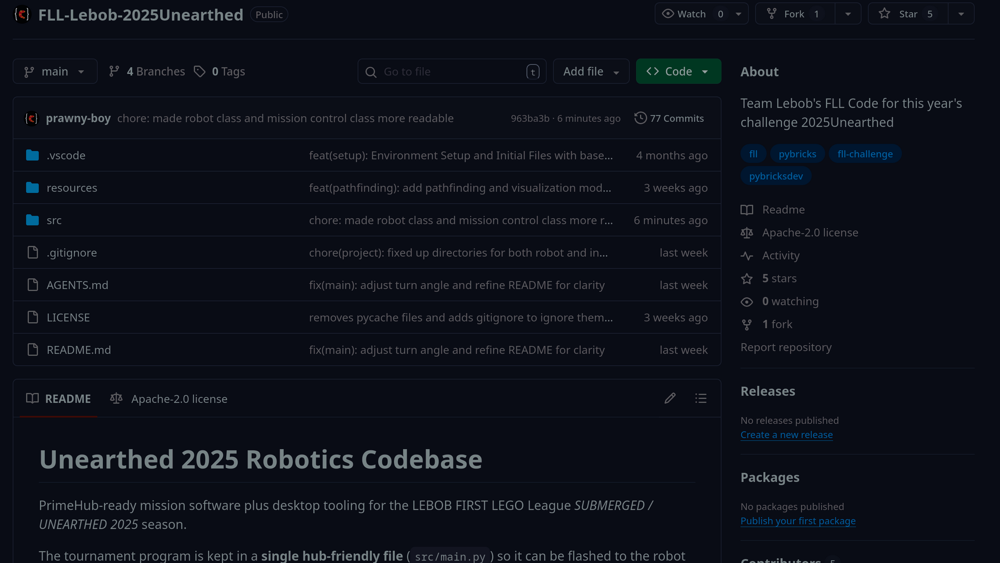 FLL-Lebob-2025Unearthed Public Watch 0 Fork 1 Star 5
main 4 Branches 0 Tags Go to file t Add file Code
prawny-boy chore: made robot class and mission control class more readable 963ba3b · 6 minutes ago 77 Commits
.vscode feat(setup): Environment Setup and Initial Files with base... 4 months ago
resources feat(pathfinding): add pathfinding and visualization mod... 3 weeks ago
src chore: made robot class and mission control class more r... 6 minutes ago
.gitignore chore(project): fixed up directories for both robot and in... last week
AGENTS.md fix(main): adjust turn angle and refine README for clarity last week
LICENSE removes pycache files and adds gitignore to ignore them... 3 weeks ago
README.md fix(main): adjust turn angle and refine README for clarity last week
README Apache-2.0 license
Unearthed 2025 Robotics Codebase
PrimeHub-ready mission software plus desktop tooling for the LEBOB FIRST LEGO League SUBMERGED /
UNEARTHED 2025 season.
The tournament program is kept in a single hub-friendly file (src/main.py) so it can be flashed to the robot
About
Team Lebob's FLL Code for this year's
challenge 2025Unearthed
fll pybricks fll-challenge
pybricksdev
Readme
Apache-2.0 license
Activity
5 stars
0 watching
1 fork
Report repository
Releases
No releases published
Create a new release
Packages
No packages published
Publish your first package
Contributors 5